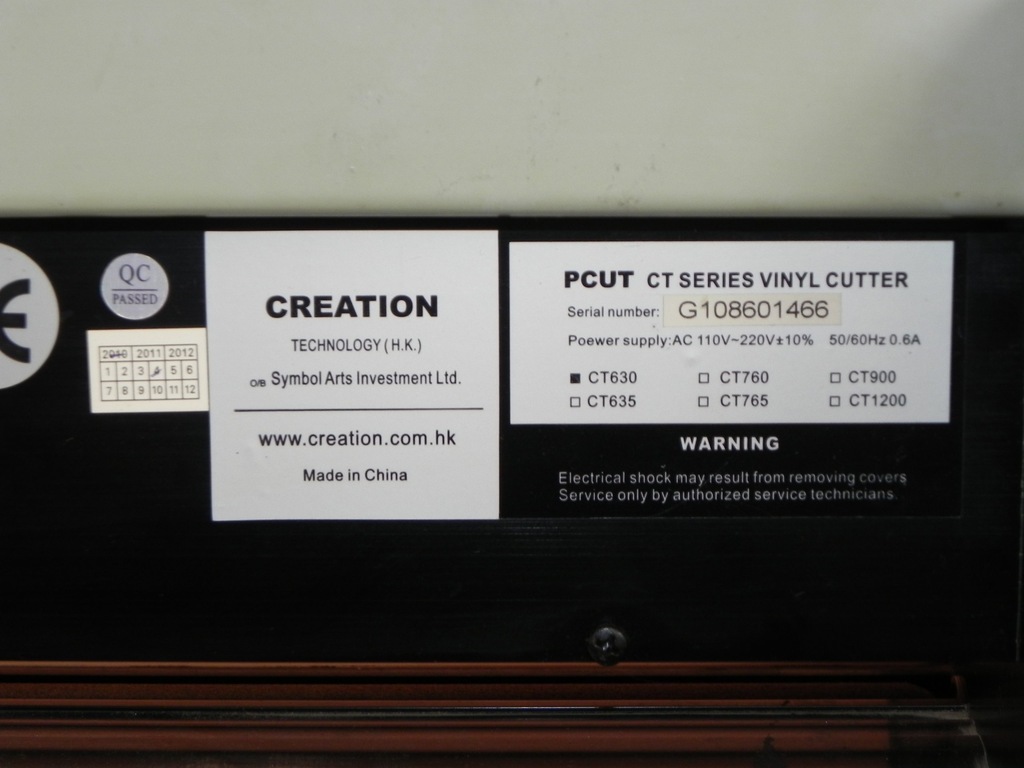 CE
QC
PASSED
2010 2011 2012
1 2 3 4 5 6
7 8 9 10 11 12
CREATION
TECHNOLOGY ( H.K.)
O/B Symbol Arts Investment Ltd.
www.creation.com.hk
Made in China
PCUT CT SERIES VINYL CUTTER
Serial number: G108601466
Poewer supply:AC 110V~220V±10% 50/60Hz 0.6A
■ CT630 □ CT760 □ CT900
□ CT635 □ CT765 □ CT1200
WARNING
Electrical shock may result from removing covers
Service only by authorized service technicians.